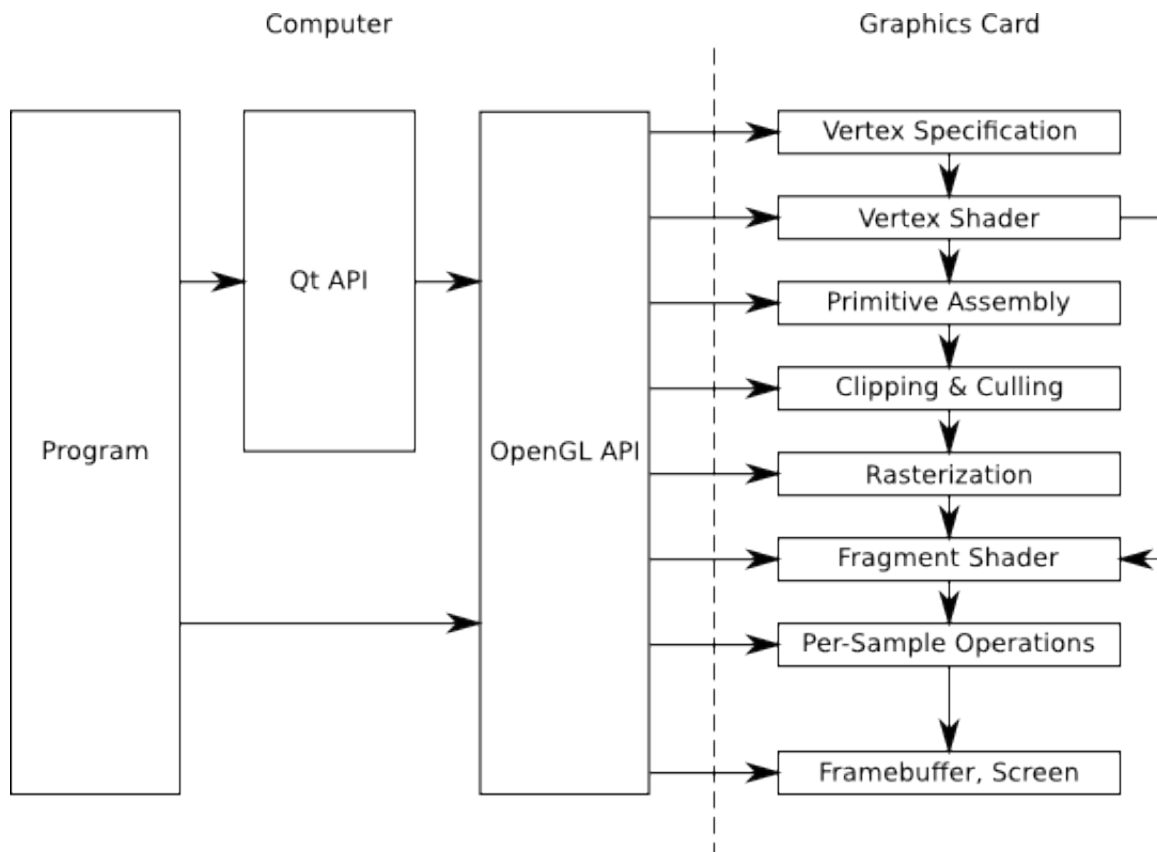 Computer
Graphics Card
Program
Qt API
OpenGL API
Vertex Specification
Vertex Shader
Primitive Assembly
Clipping & Culling
Rasterization
Fragment Shader
Per-Sample Operations
Framebuffer, Screen